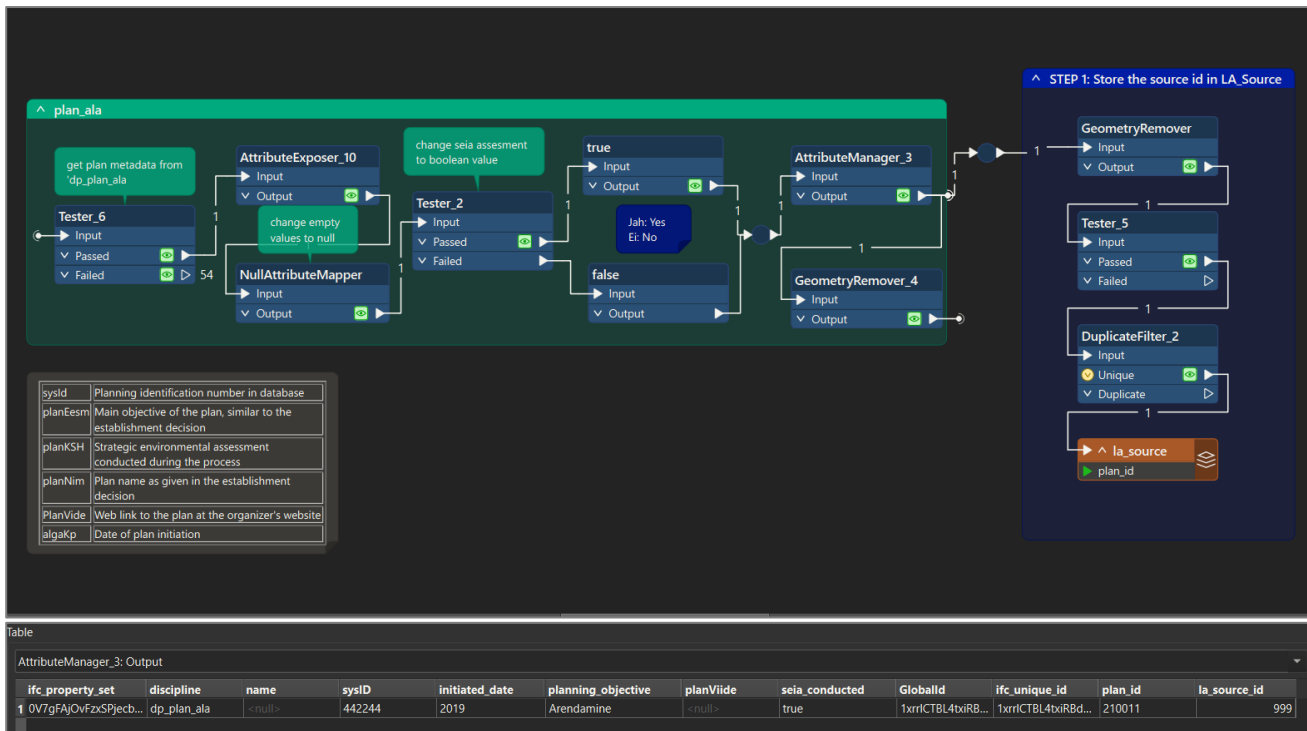 STEP 1: Store the source id in LA_Source
plan_ala
get plan metadata from
'dp_plan_ala
Tester_6
Input
Passed
Failed
54
1
AttributeExposer_10
Input
Output
change empty
values to null
NullAttributeMapper
Input
Output
1
change seia assesment
to boolean value
Tester_2
Input
Passed
Failed
1
true
Input
Output
Jah: Yes
Ei: No
false
Input
Output
1
AttributeManager_3
Input
Output
1
1
GeometryRemover_4
Input
Output
1
GeometryRemover
Input
Output
1
Tester_5
Input
Passed
Failed
1
DuplicateFilter_2
Input
Unique
Duplicate
1
la_source
plan_id
sysId Planning identification number in database
planEesm Main objective of the plan, similar to the
establishment decision
planKSH Strategic environmental assessment
conducted during the process
planNim Plan name as given in the establishment
decision
PlanVide Web link to the plan at the organizer's website
algaKp Date of plan initiation
Table
AttributeManager_3: Output
ifc_property_set discipline name sysID initiated_date planning_objective planViide seia_conducted GlobalId ifc_unique_id plan_id la_source_id
1 0V7gFAjOvFzxSPjecb... dp_plan_ala <null> 442244 2019 Arendamine <null> true 1xrrICTBL4txiRB... 1xrrICTBL4txiRBd... 210011 999